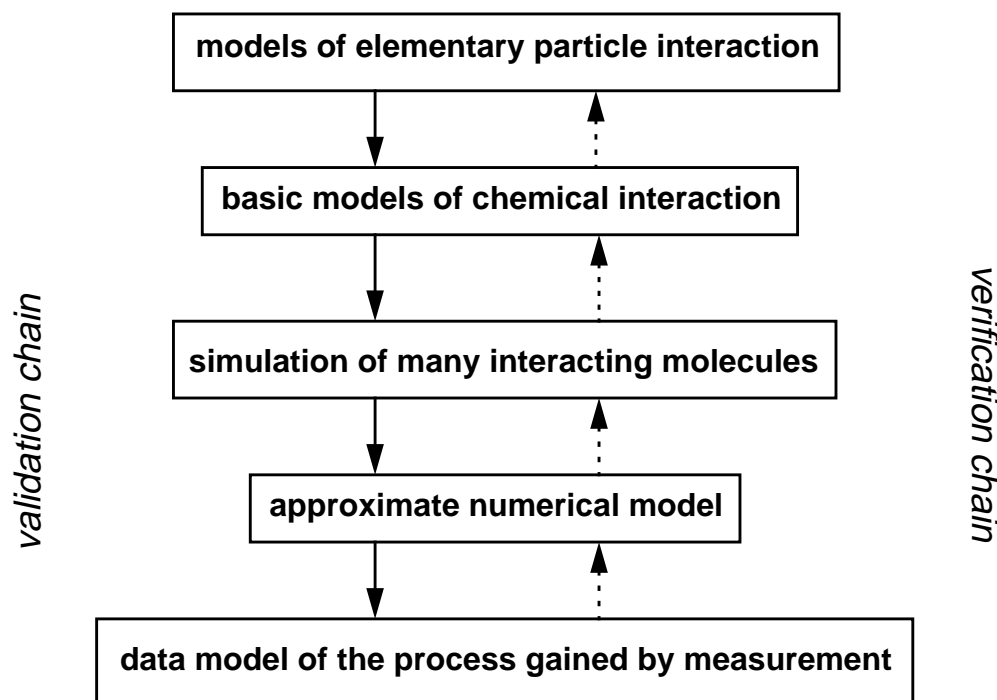 models of elementary particle interaction
basic models of chemical interaction
simulation of many interacting molecules
approximate numerical model
data model of the process gained by measurement
validation chain
verification chain